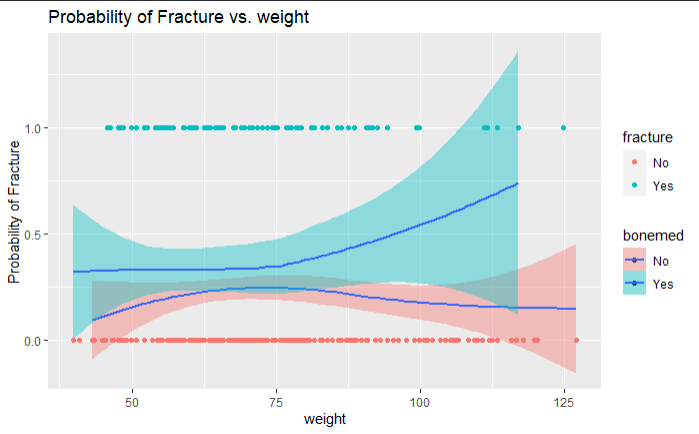 Probability of Fracture vs. weight
Probability of Fracture
1.0
0.5
0.0
50
75
100
125
weight
fracture
No
Yes
bonemed
No
Yes